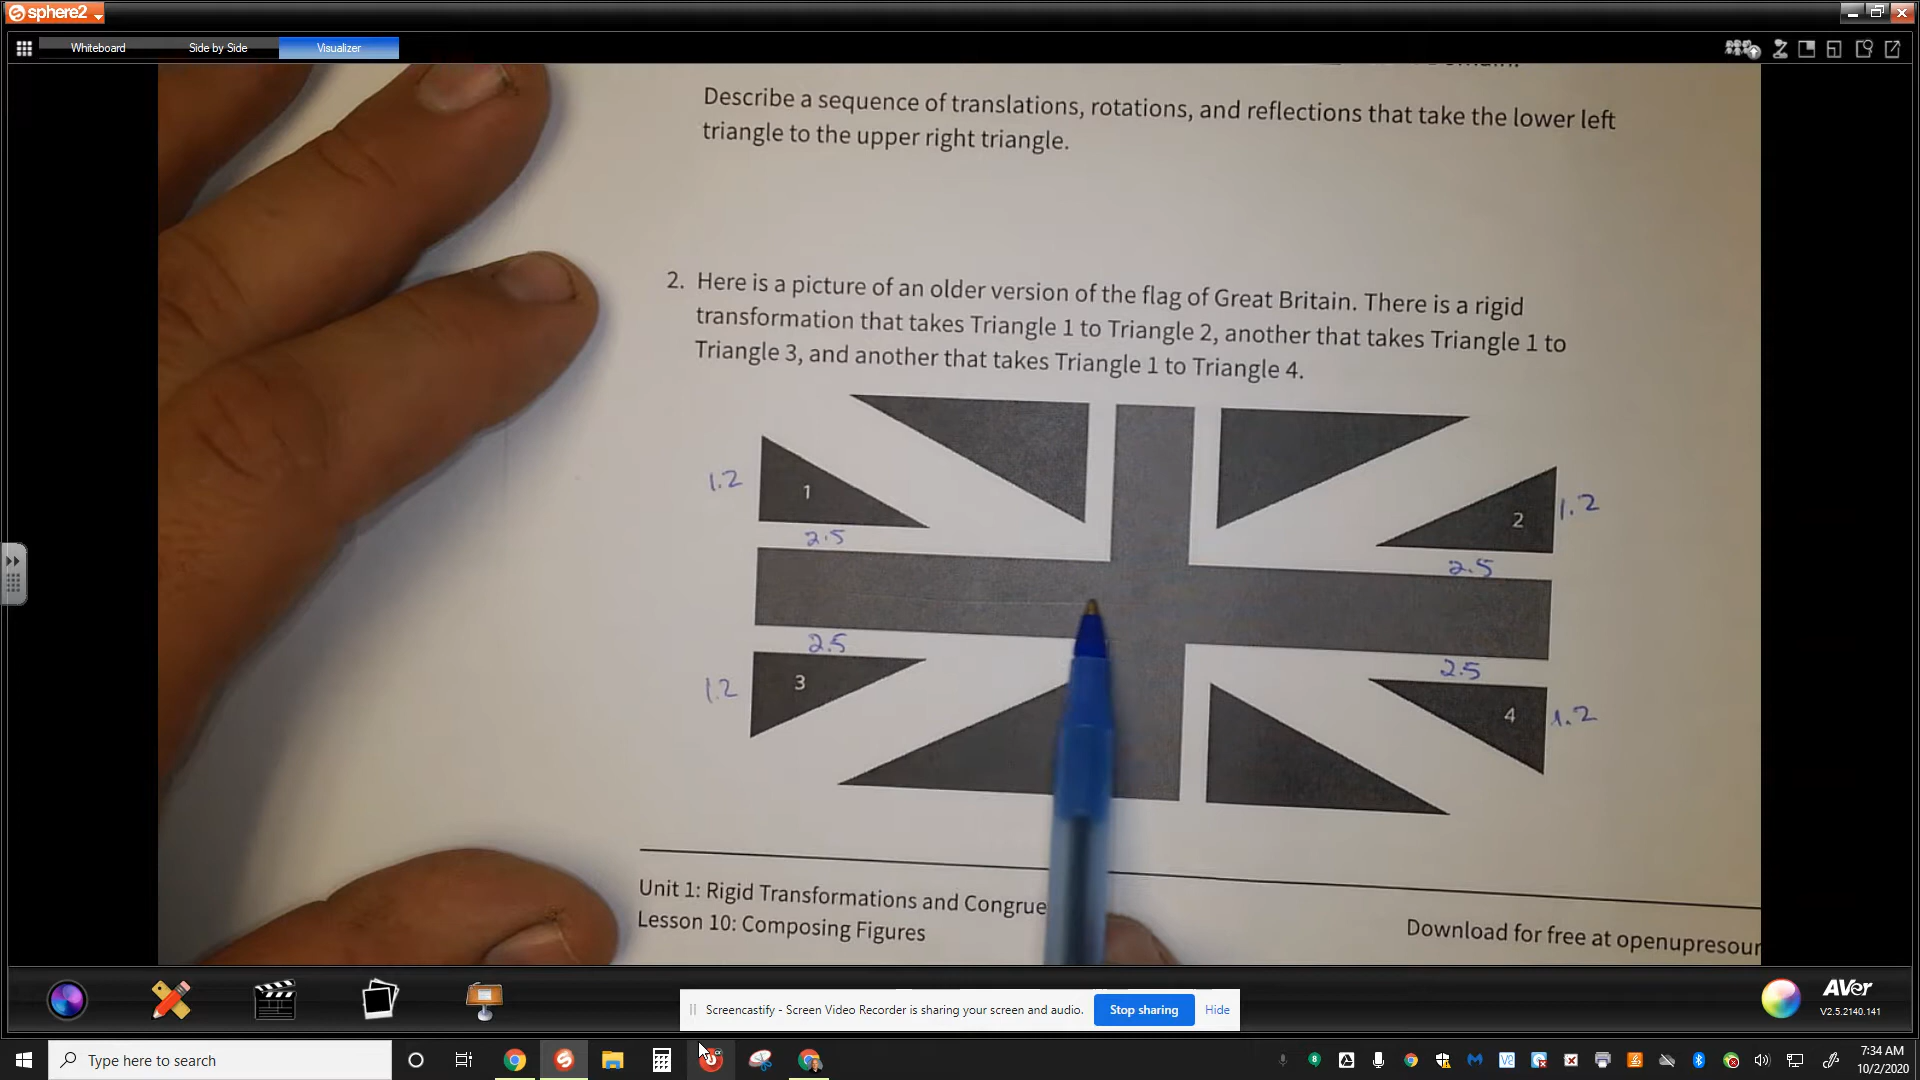 sphere2
Whiteboard
Side by Side
Visualizer
Describe a sequence of translations, rotations, and reflections that take the lower left
triangle to the upper right triangle.
2. Here is a picture of an older version of the flag of Great Britain. There is a rigid
transformation that takes Triangle 1 to Triangle 2, another that takes Triangle 1 to
Triangle 3, and another that takes Triangle 1 to Triangle 4.
1.2
1
2.5
2
1.2
2.5
2.5
1.2
3
2.5
4
1.2
Unit 1: Rigid Transformations and Congrue
Lesson 10: Composing Figures
Download for free at openupresour
AVer
V2.5.2140.141
Screencastify - Screen Video Recorder is sharing your screen and audio.
Stop sharing
Hide
Type here to search
7:34 AM
10/2/2020